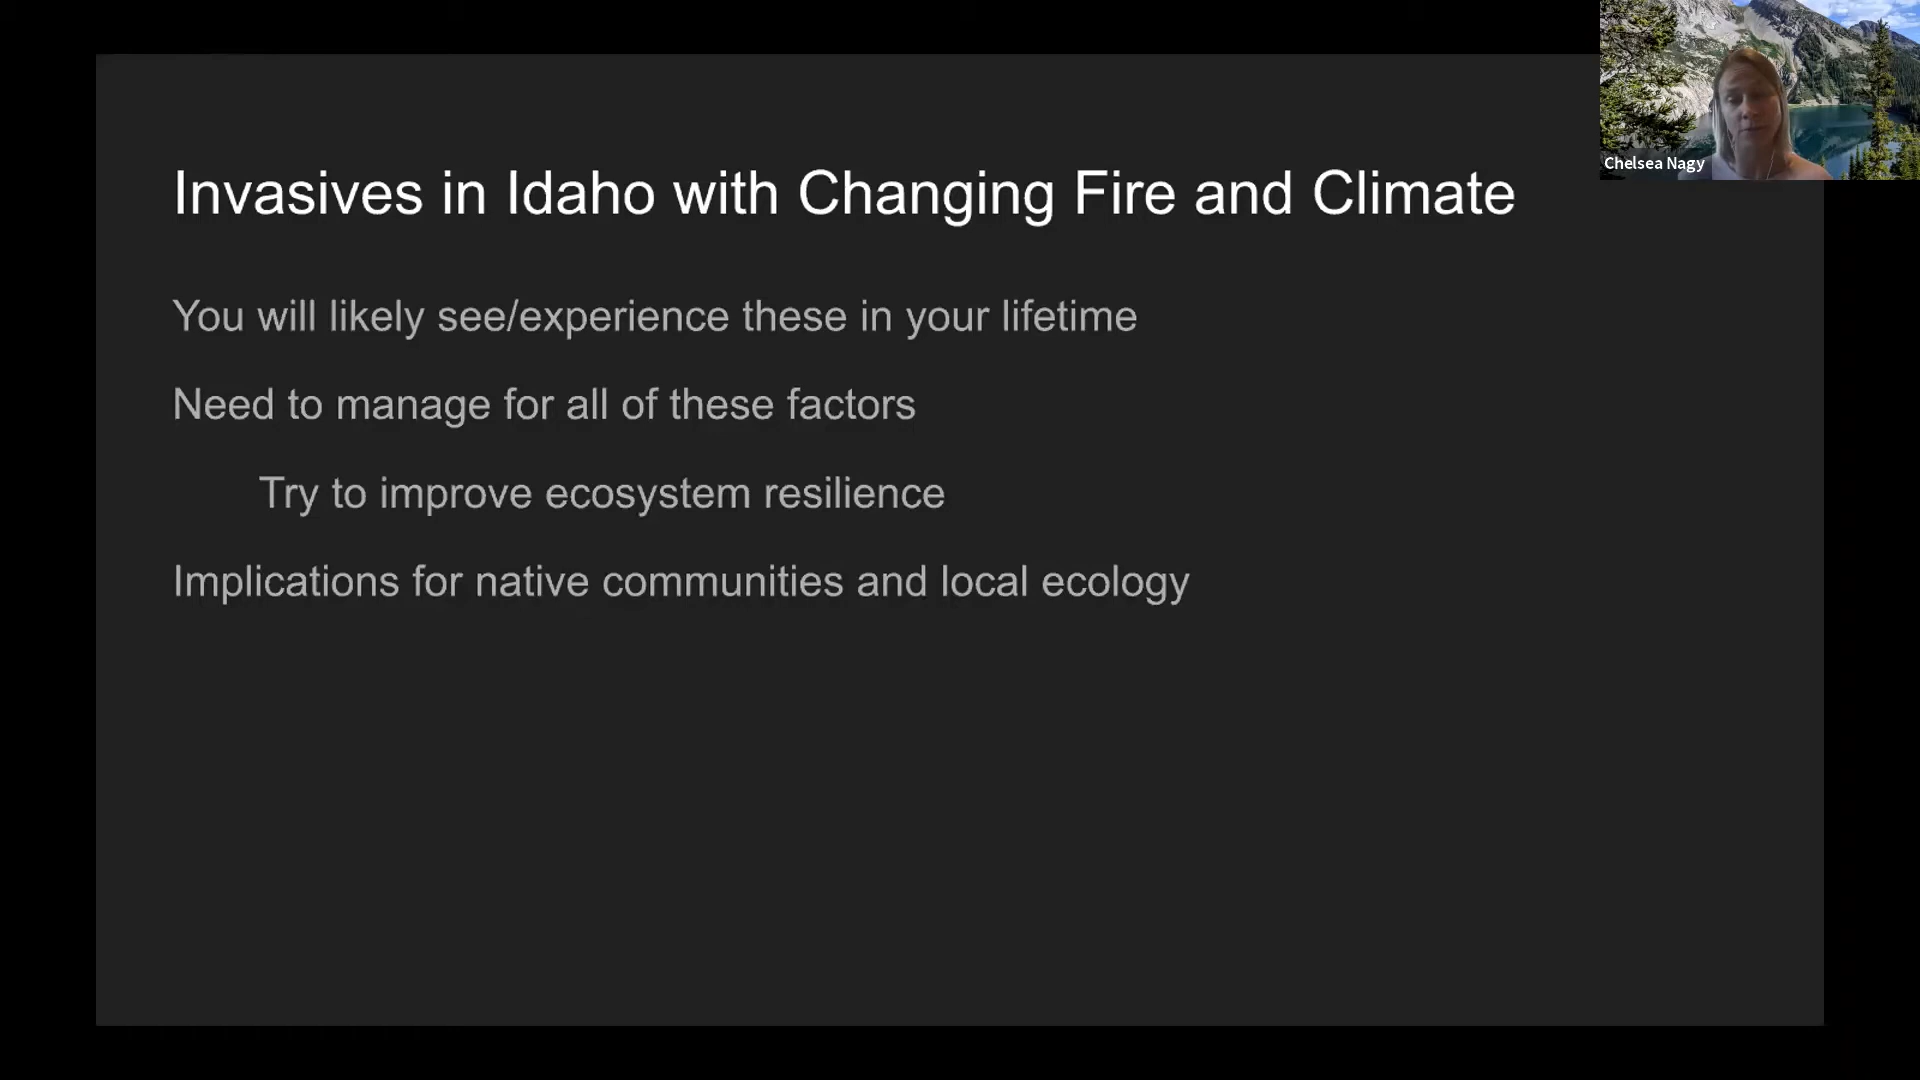 Invasives in Idaho with Changing Fire and Climate
You will likely see/experience these in your lifetime
Need to manage for all of these factors
Try to improve ecosystem resilience
Implications for native communities and local ecology
Chelsea Nagy